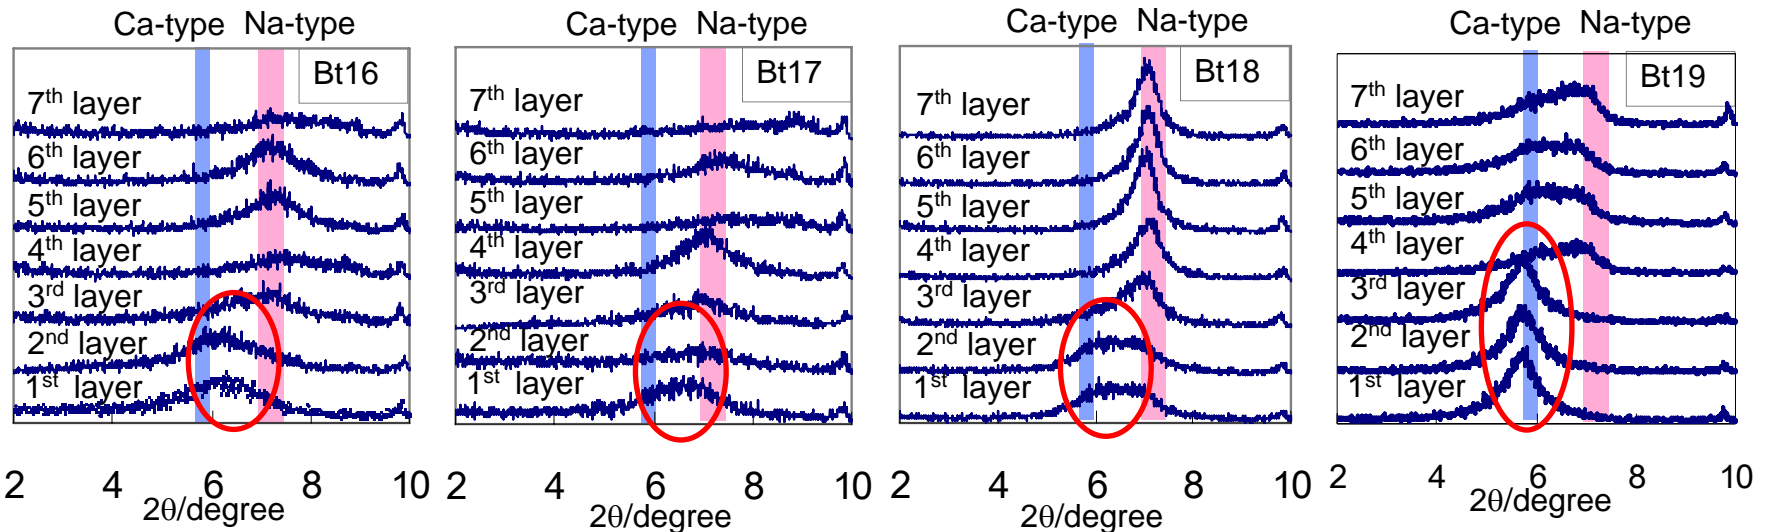 Ca-type Na-type
Bt16
7th layer
6th layer
5th layer
4th layer
3rd layer
2nd layer
1st layer
2 4 6 8 10
2θ/degree
Ca-type Na-type
Bt17
7th layer
6th layer
5th layer
4th layer
3rd layer
2nd layer
1st layer
2 4 6 8 10
2θ/degree
Ca-type Na-type
Bt18
7th layer
6th layer
5th layer
4th layer
3rd layer
2nd layer
1st layer
2 4 6 8 10
2θ/degree
Ca-type Na-type
Bt19
7th layer
6th layer
5th layer
4th layer
3rd layer
2nd layer
1st layer
2 4 6 8 10
2θ/degree